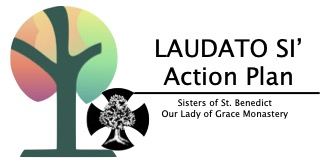 LAUDATO SI’
Action Plan
Sisters of St. Benedict
Our Lady of Grace Monastery